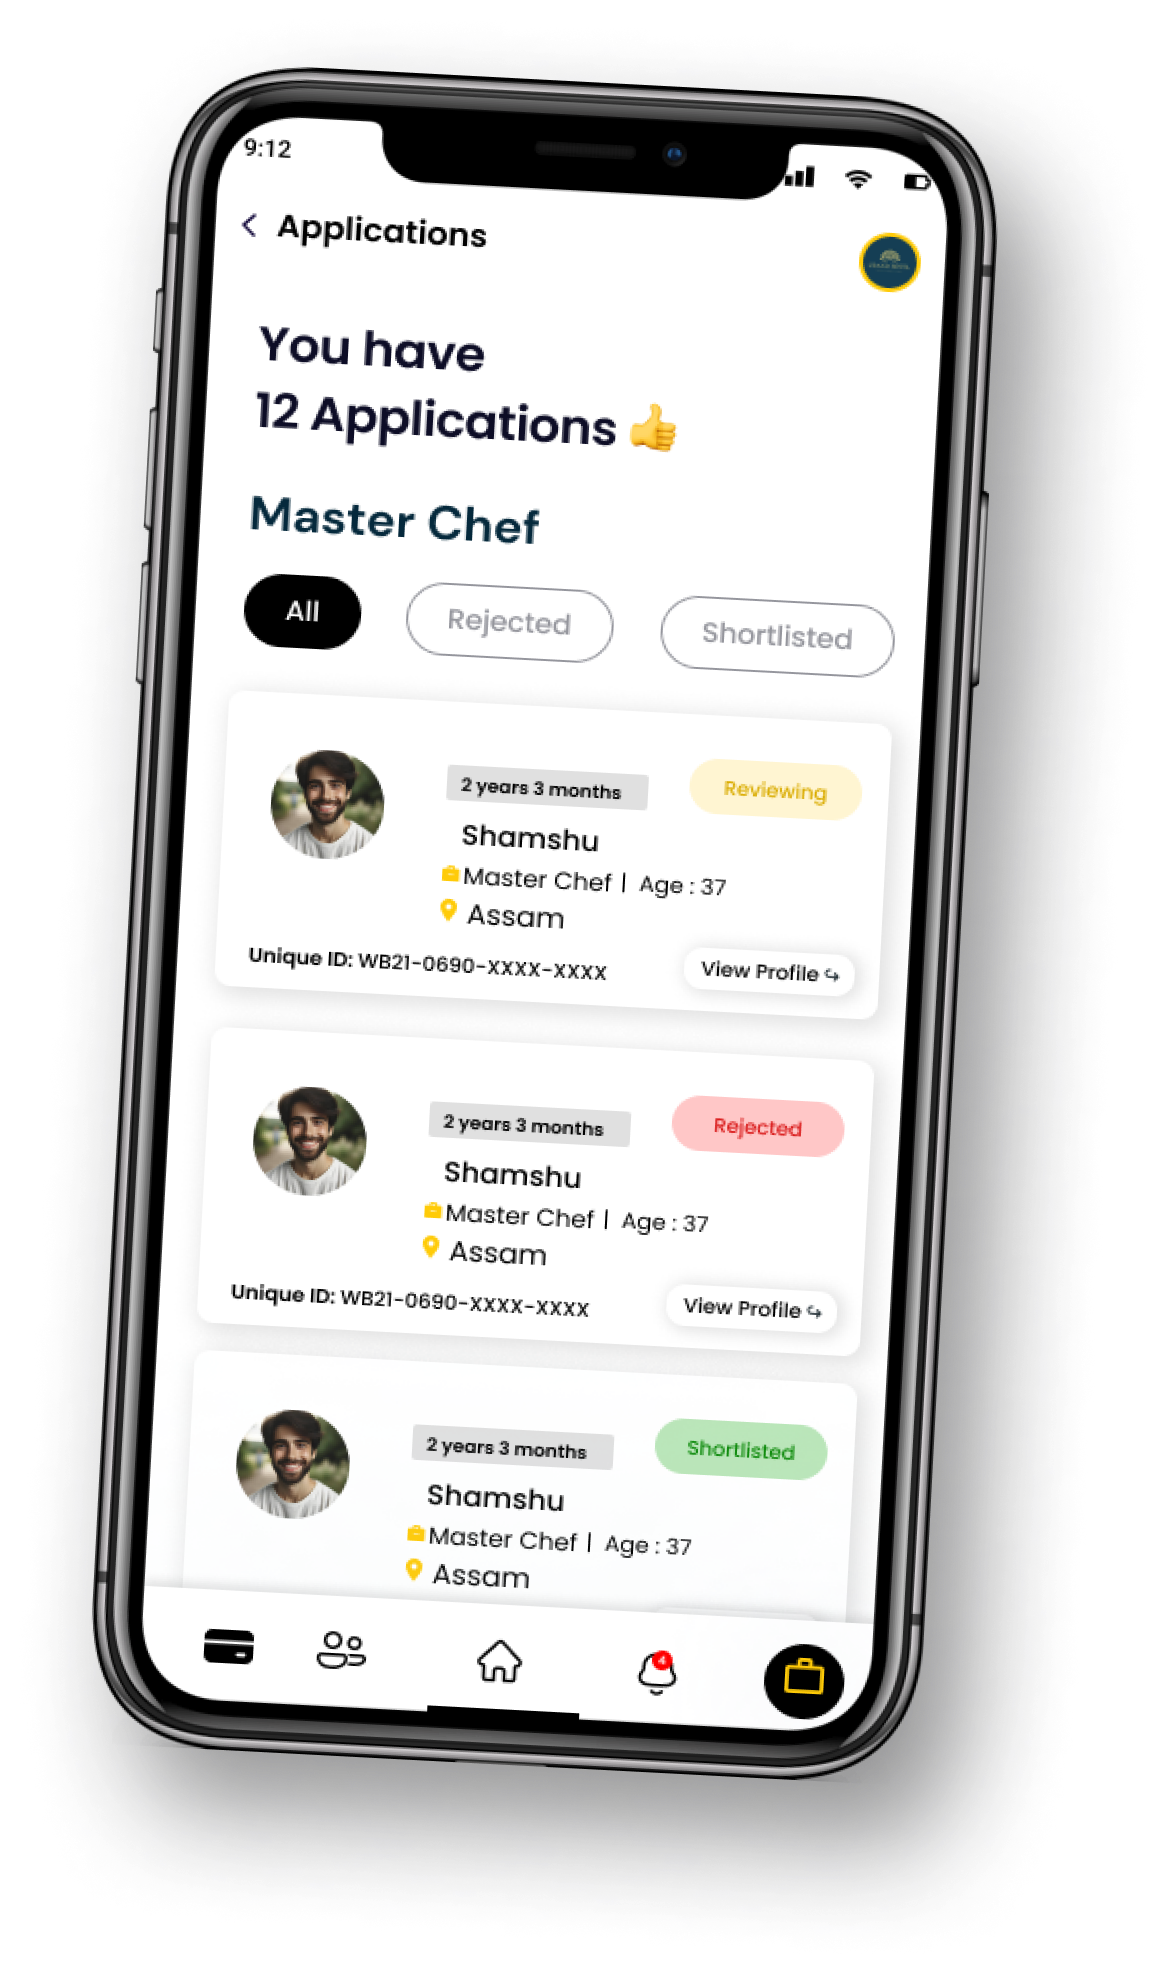 9:12
Applications
You have
12 Applications 👍
Master Chef
All
Rejected
Shortlisted
2 years 3 months
Reviewing
Shamshu
Master Chef | Age : 37
Assam
Unique ID: WB21-0690-XXXX-XXXX
View Profile
2 years 3 months
Rejected
Shamshu
Master Chef | Age : 37
Assam
Unique ID: WB21-0690-XXXX-XXXX
View Profile
2 years 3 months
Shortlisted
Shamshu
Master Chef | Age : 37
Assam
4